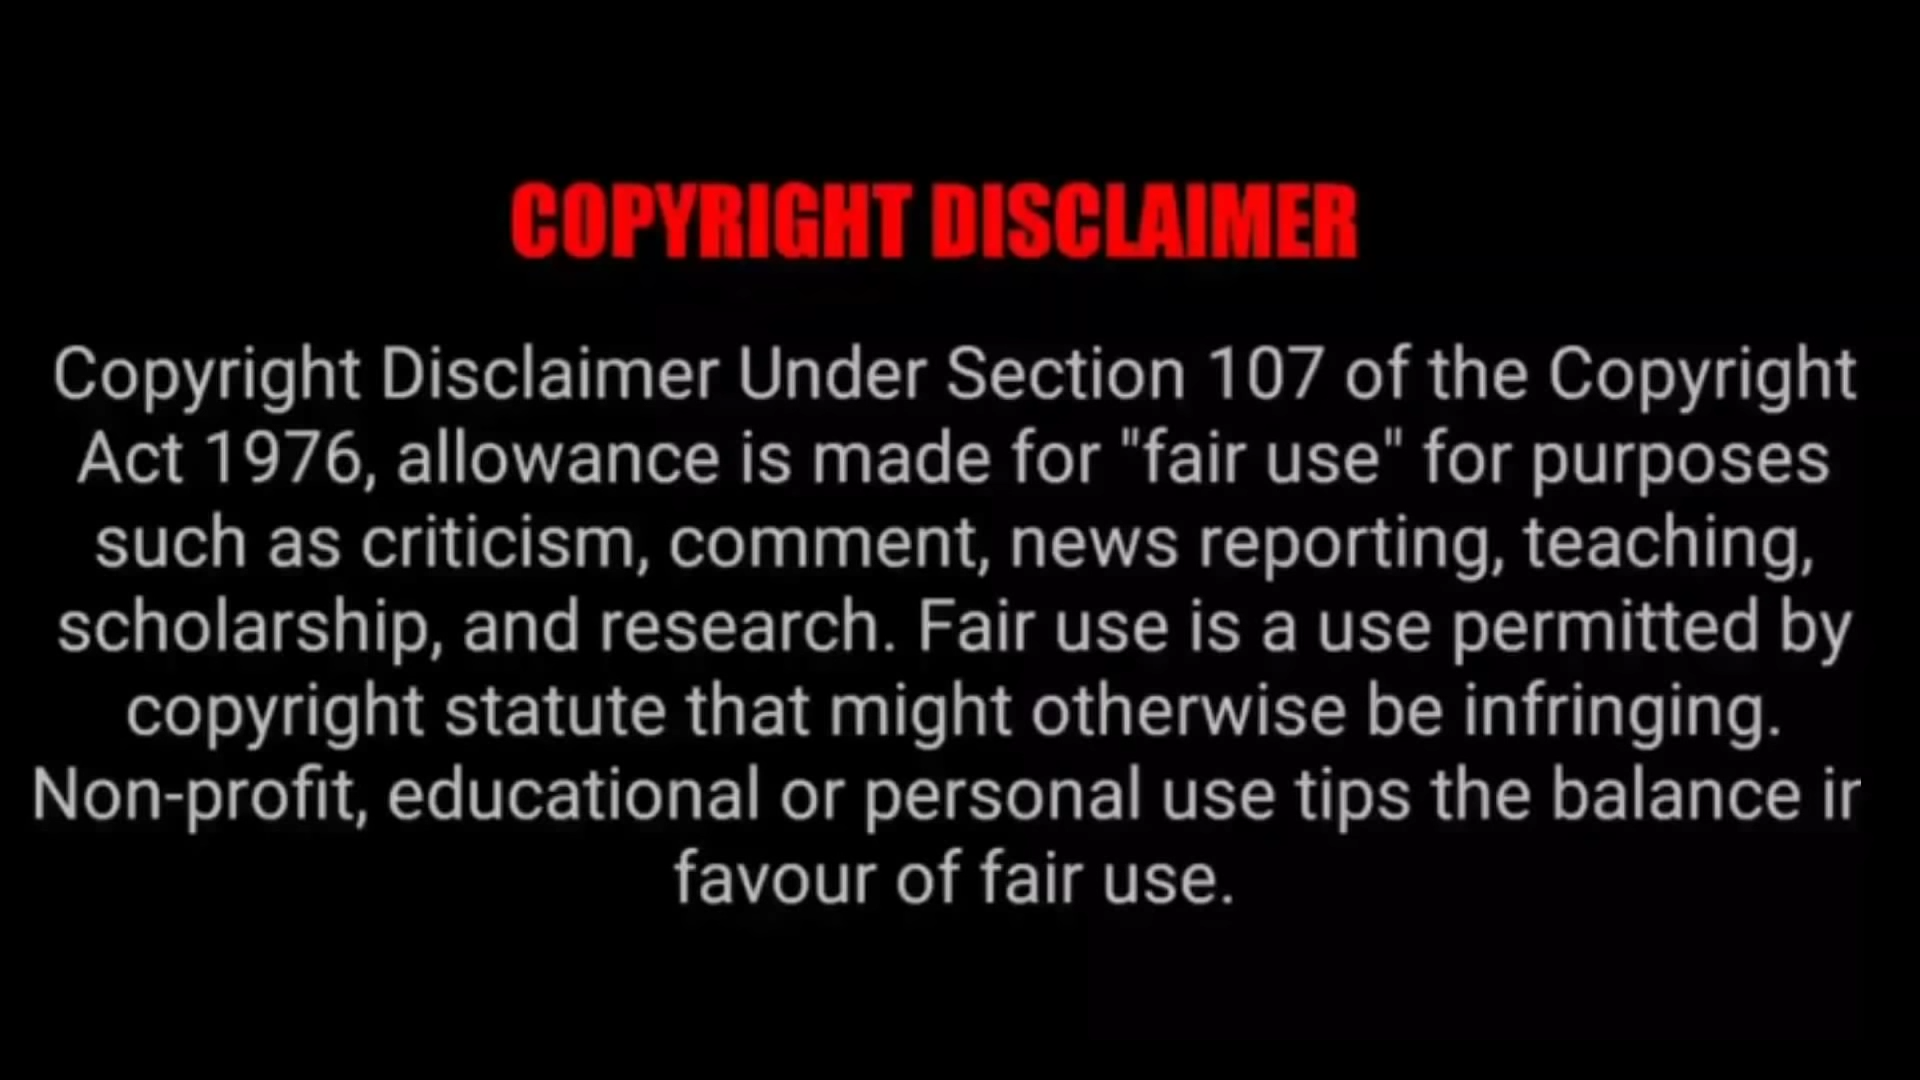 COPYRIGHT DISCLAIMER
Copyright Disclaimer Under Section 107 of the Copyright
Act 1976, allowance is made for "fair use" for purposes
such as criticism, comment, news reporting, teaching,
scholarship, and research. Fair use is a use permitted by
copyright statute that might otherwise be infringing.
Non-profit, educational or personal use tips the balance in
favour of fair use.